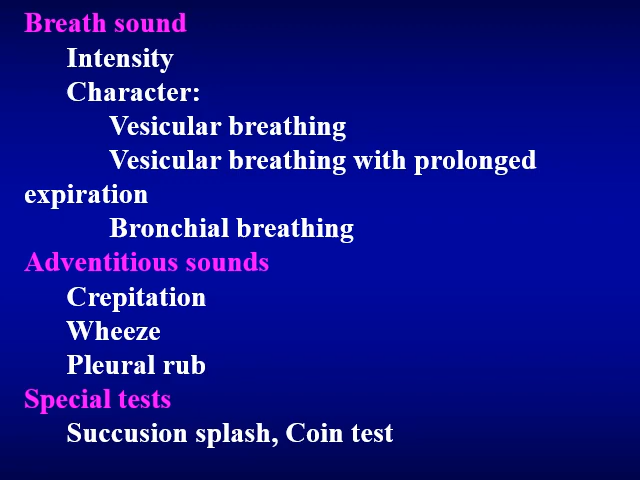 Breath sound
Intensity
Character:
Vesicular breathing
Vesicular breathing with prolonged
expiration
Bronchial breathing
Adventitious sounds
Crepitation
Wheeze
Pleural rub
Special tests
Succusion splash, Coin test